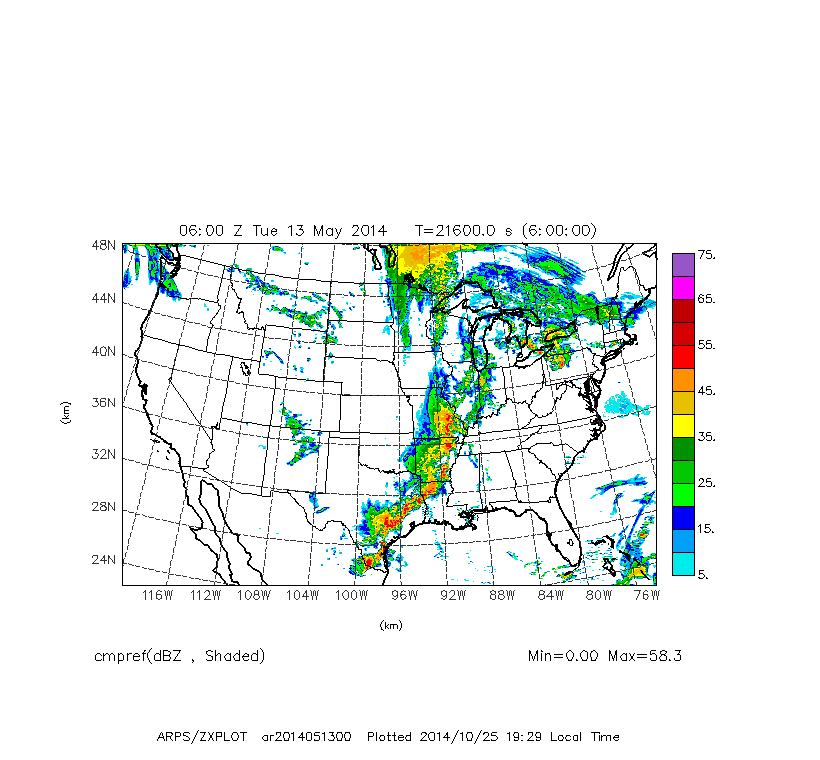 06:00 Z Tue 13 May 2014 T=21600.0 s (6:00:00)
48N
44N
40N
36N
32N
28N
24N
(km)
75.
65.
55.
45.
35.
25.
15.
5.
116W 112W 108W 104W 100W 96W 92W 88W 84W 80W 76W
(km)
cmpref(dBZ , Shaded) Min=0.00 Max=58.3
ARPS/ZXPLOT ar2014051300 Plotted 2014/10/25 19:29 Local Time